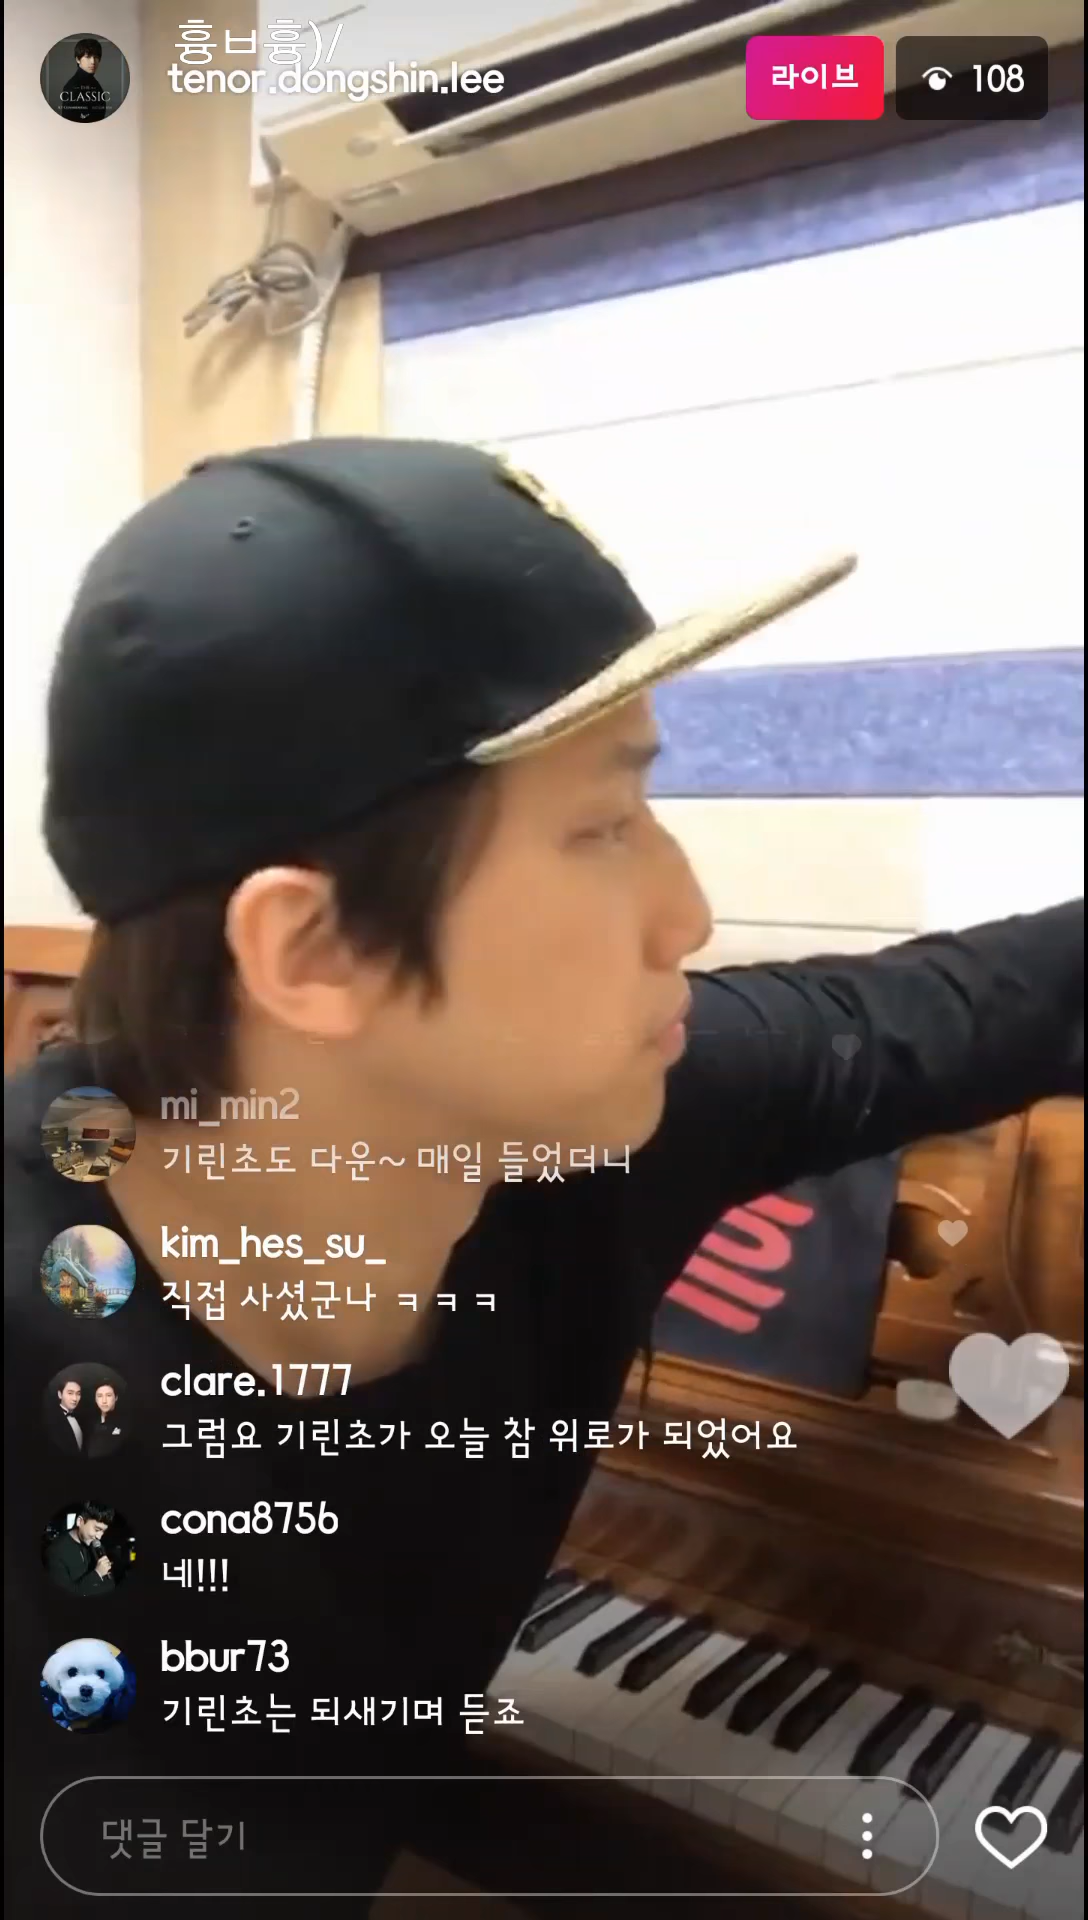 흉ㅂ흉)/
tenor.dongshin.lee
라이브
108
CLASSIC
mi_min2
기린초도 다운~ 매일 들었더니
kim_hes_su_
직접 사셨군나 ㅋㅋㅋ
clare.1777
그럼요 기린초가 오늘 참 위로가 되었어요
cona8756
네!!!
bbur73
기린초는 되새기며 듣죠
댓글 달기